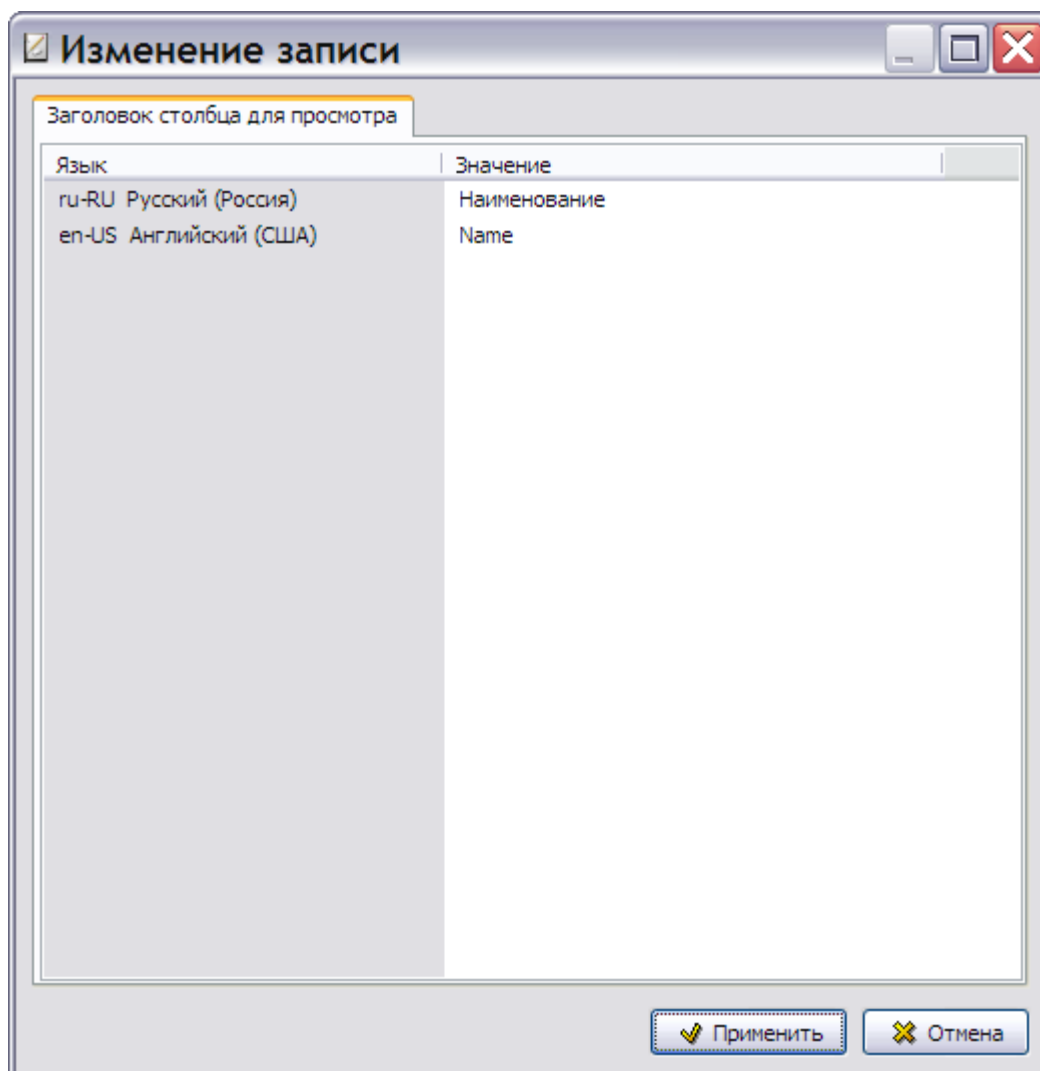 Изменение записи
Заголовок столбца для просмотра
Язык Значение
ru-RU Русский (Россия) Наименование
en-US Английский (США) Name
Применить Отмена